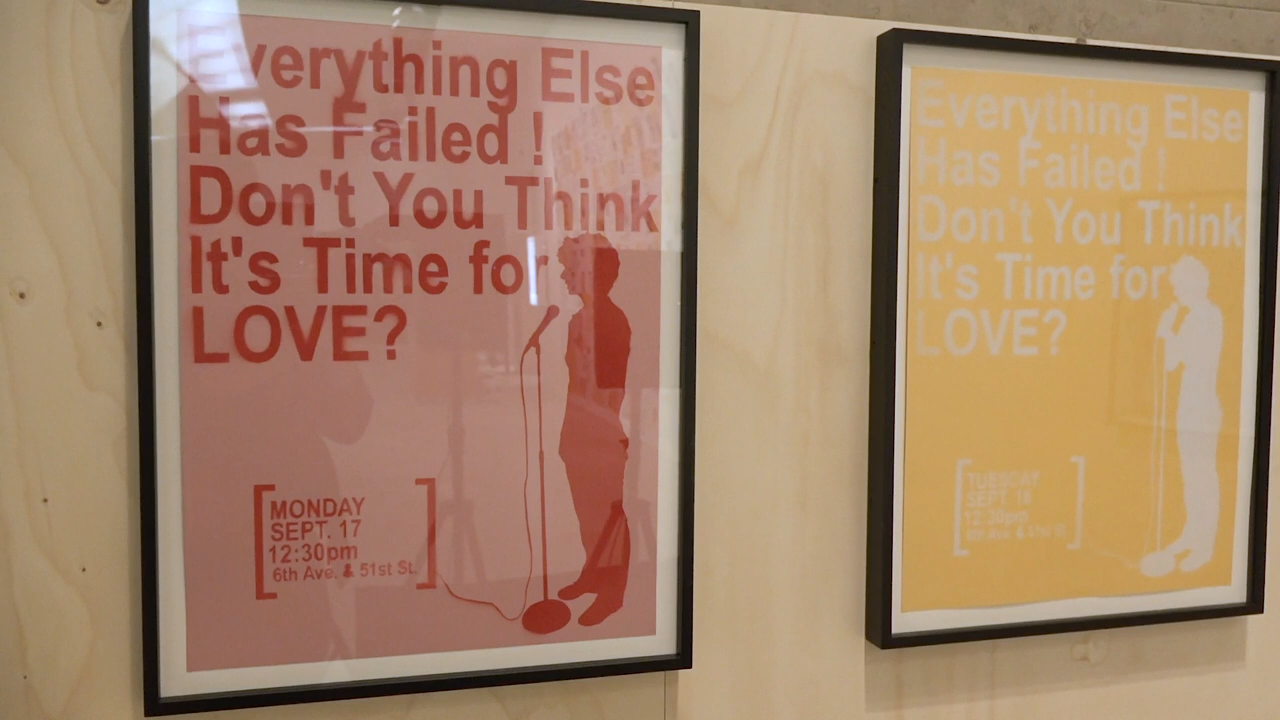 Everything Else
Has Failed !
Don't You Think
It's Time for
LOVE?
MONDAY
SEPT. 17
12:30pm
6th Ave. & 51st St.
Everything Else
Has Failed !
Don't You Think
It's Time for
LOVE?
TUESDAY
SEPT 18
12:30pm